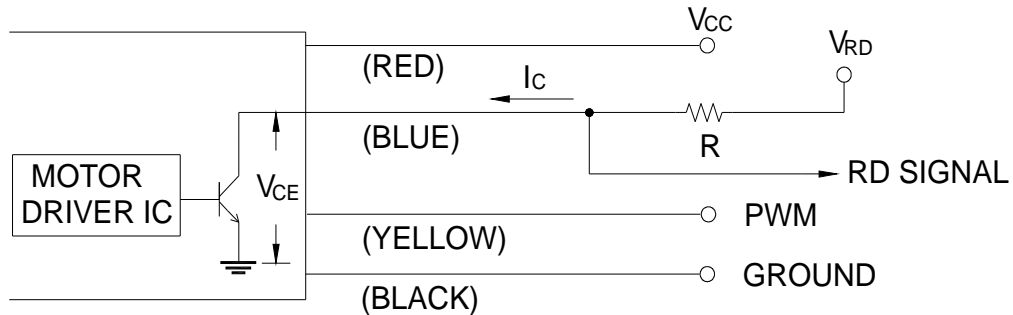 VCC
(RED)
VRD
IC
(BLUE)
R
RD SIGNAL
MOTOR
DRIVER IC
VCE
PWM
(YELLOW)
GROUND
(BLACK)